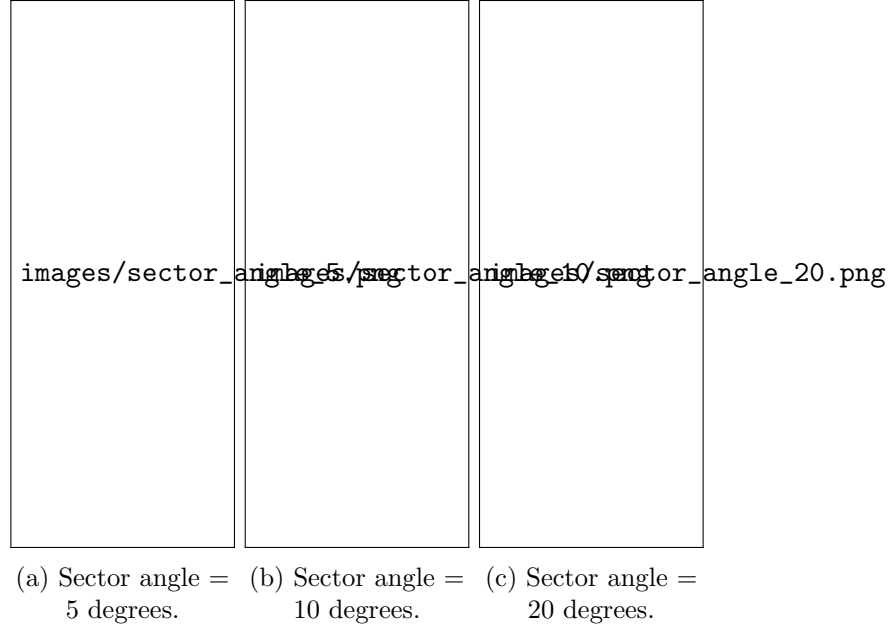 images/sector_angle_5.png
images/sector_angle_10.png
images/sector_angle_20.png
(a) Sector angle =
5 degrees.
(b) Sector angle =
10 degrees.
(c) Sector angle =
20 degrees.